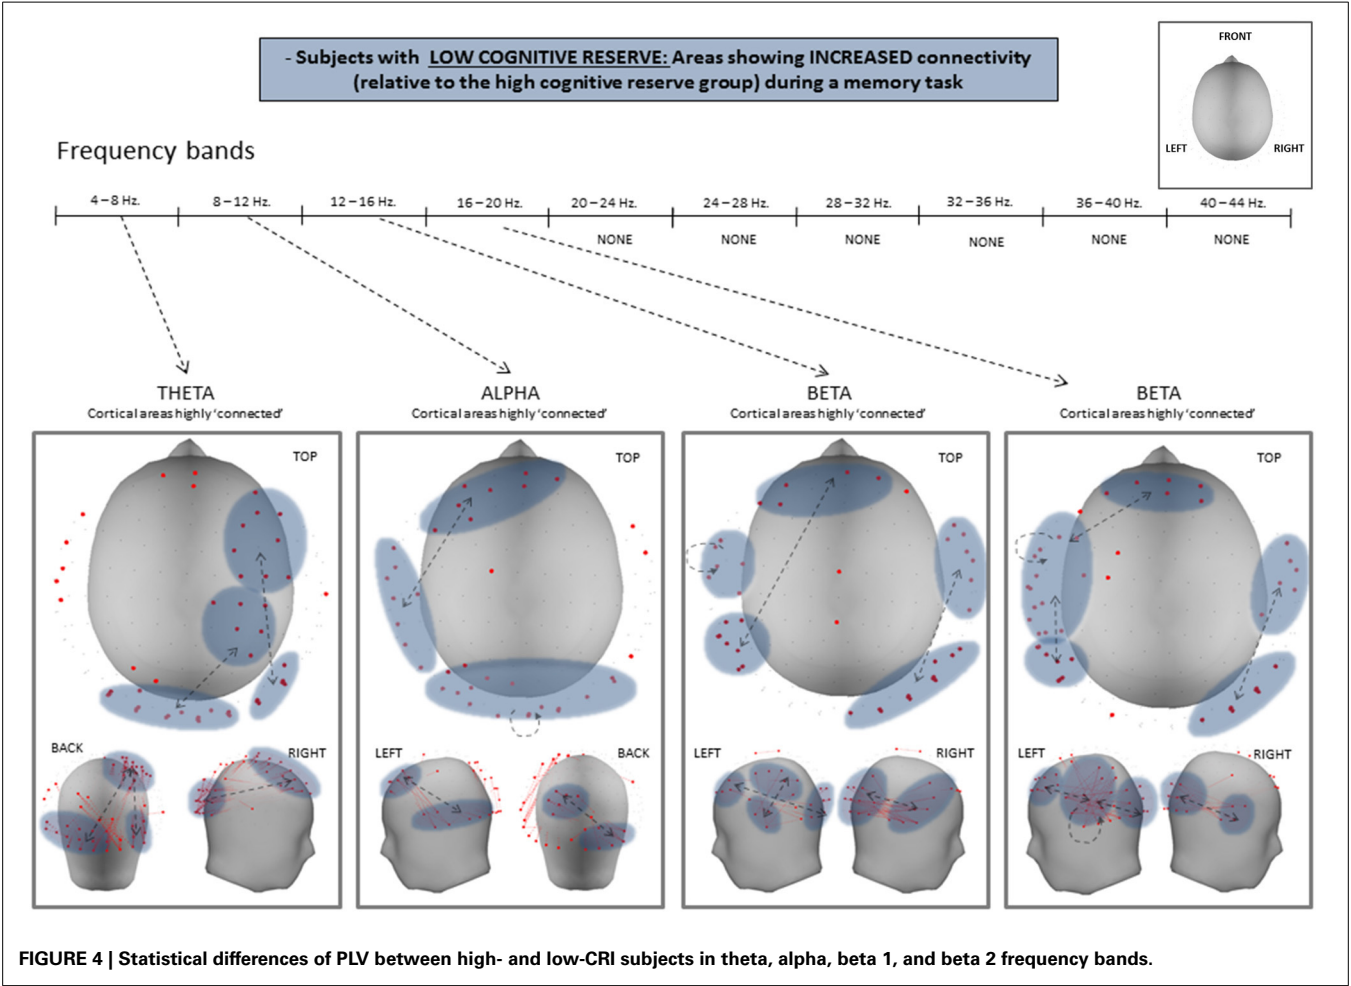 FRONT
LEFT
RIGHT
- Subjects with LOW COGNITIVE RESERVE: Areas showing INCREASED connectivity
(relative to the high cognitive reserve group) during a memory task
Frequency bands
4-8 Hz.
8-12 Hz.
12-16 Hz.
16-20 Hz.
20-24 Hz.
24-28 Hz.
28-32 Hz.
32-36 Hz.
36-40 Hz.
40-44 Hz.
NONE
NONE
NONE
NONE
NONE
NONE
THETA
Cortical areas highly 'connected'
TOP
BACK
RIGHT
ALPHA
Cortical areas highly 'connected'
TOP
LEFT
BACK
BETA
Cortical areas highly 'connected'
TOP
LEFT
RIGHT
BETA
Cortical areas highly 'connected'
TOP
LEFT
RIGHT
FIGURE 4 | Statistical differences of PLV between high- and low-CRI subjects in theta, alpha, beta 1, and beta 2 frequency bands.